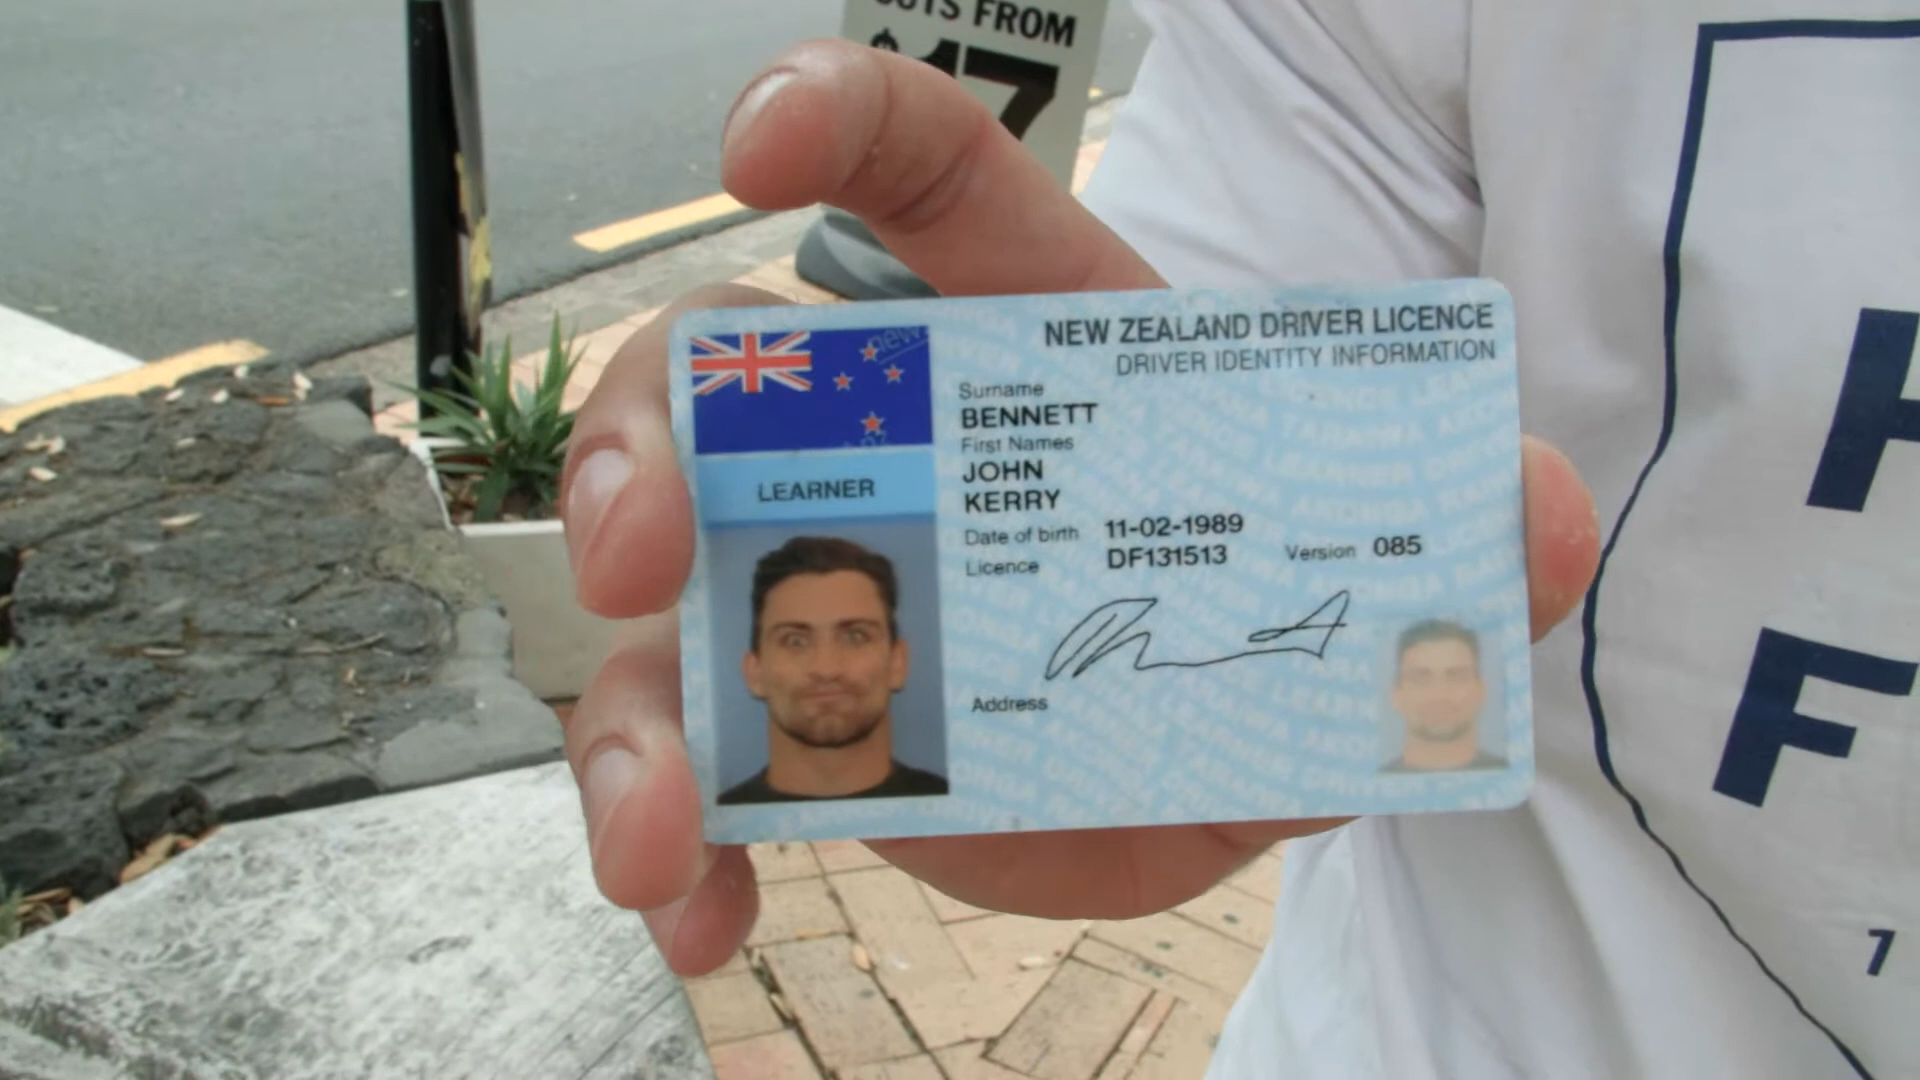 FROM
$17
NEW ZEALAND DRIVER LICENCE
DRIVER IDENTITY INFORMATION
LEARNER
Surname
BENNETT
First Names
JOHN
KERRY
Date of birth 11-02-1989
Licence DF131513 Version 085
Address
H
F
7